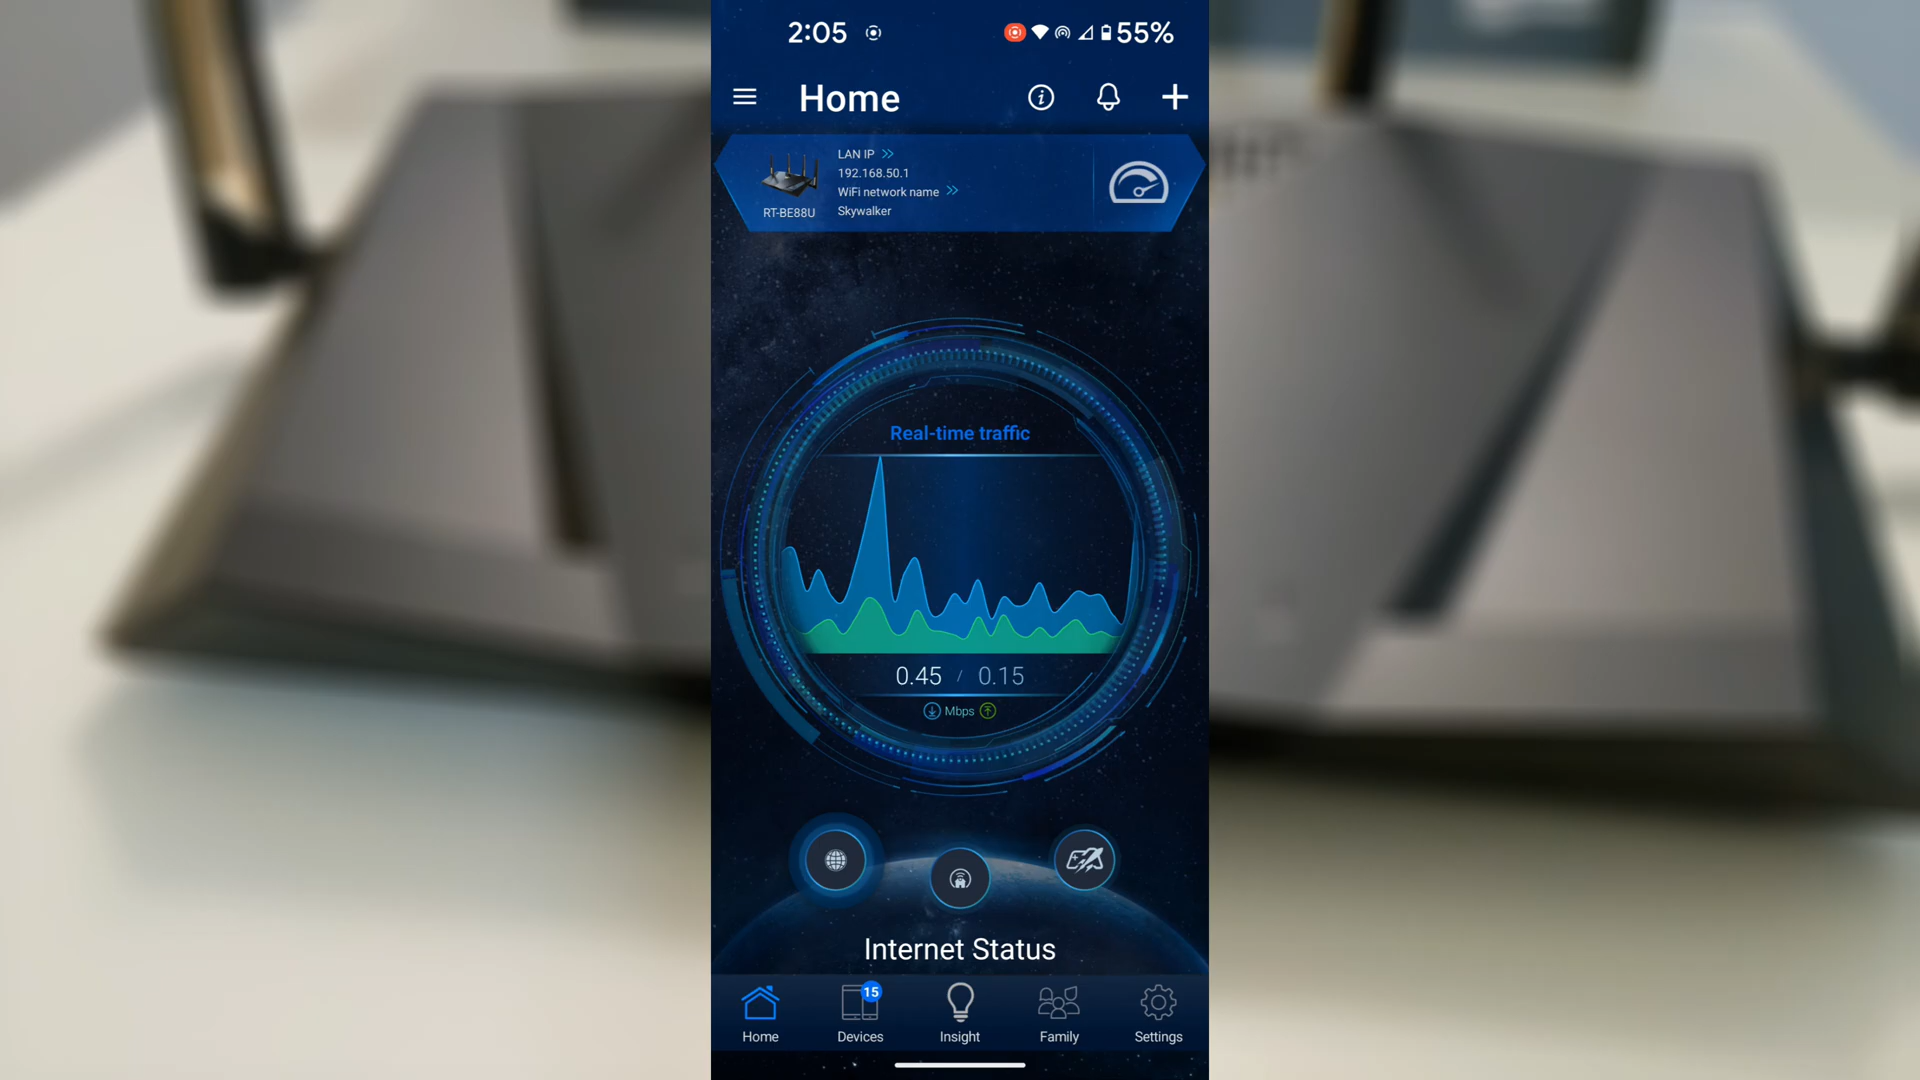 2:05
55%
Home
LAN IP
192.168.50.1
WiFi network name
Skywalker
RT-BE88U
Real-time traffic
0.45 / 0.15
Mbps
Internet Status
15
Home
Devices
Insight
Family
Settings